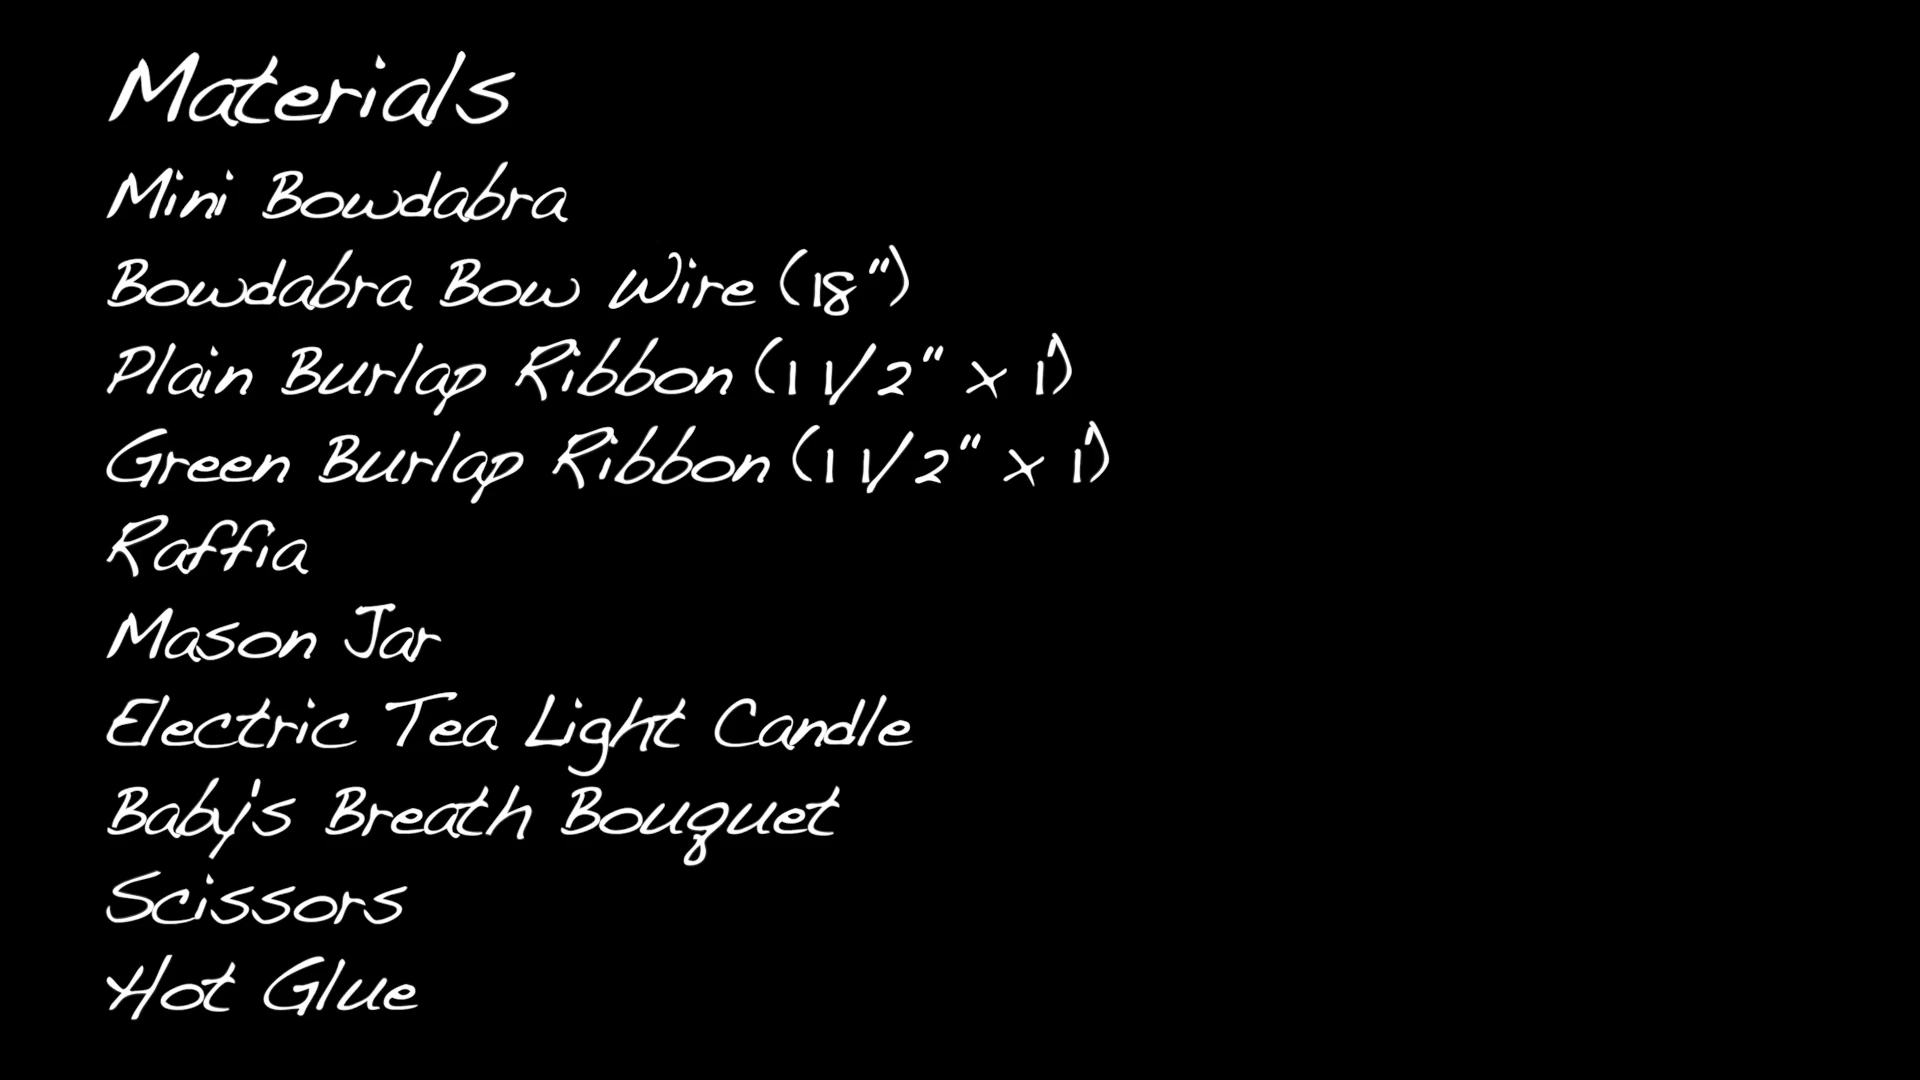 Materials
Mini Bowdabra
Bowdabra Bow Wire (18")
Plain Burlap Ribbon (1 1/2" x 1')
Green Burlap Ribbon (1 1/2" x 1')
Raffia
Mason Jar
Electric Tea Light Candle
Baby's Breath Bouquet
Scissors
Hot Glue